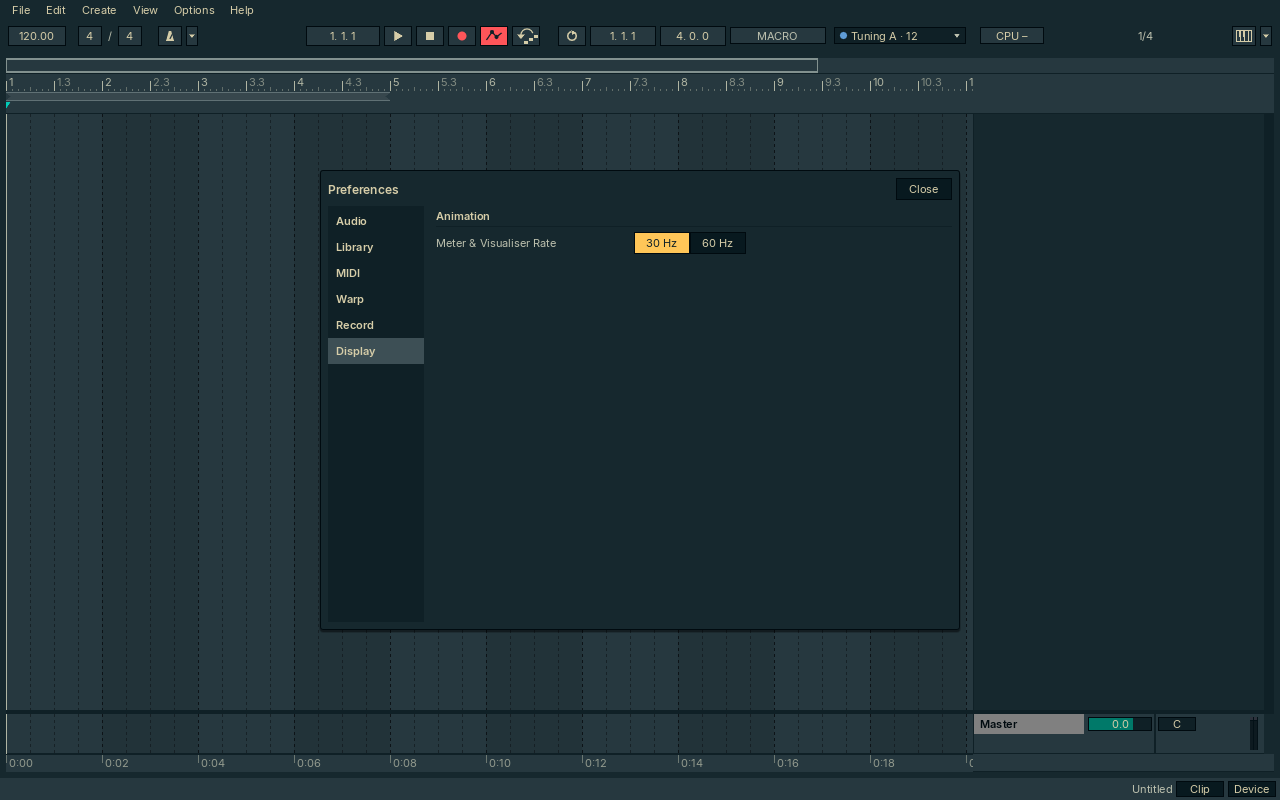 File Edit Create View Options Help
120.00 4 / 4 1. 1. 1 1. 1. 1 4. 0. 0 MACRO Tuning A · 12 CPU – 1/4
1 1.3 2 2.3 3 3.3 4 4.3 5 5.3 6 6.3 7 7.3 8 8.3 9 9.3 10 10.3 1
Preferences Close
Audio
Library
MIDI
Warp
Record
Display
Animation
Meter & Visualiser Rate 30 Hz 60 Hz
Master 0.0 C
0:00 0:02 0:04 0:06 0:08 0:10 0:12 0:14 0:16 0:18
Untitled Clip Device